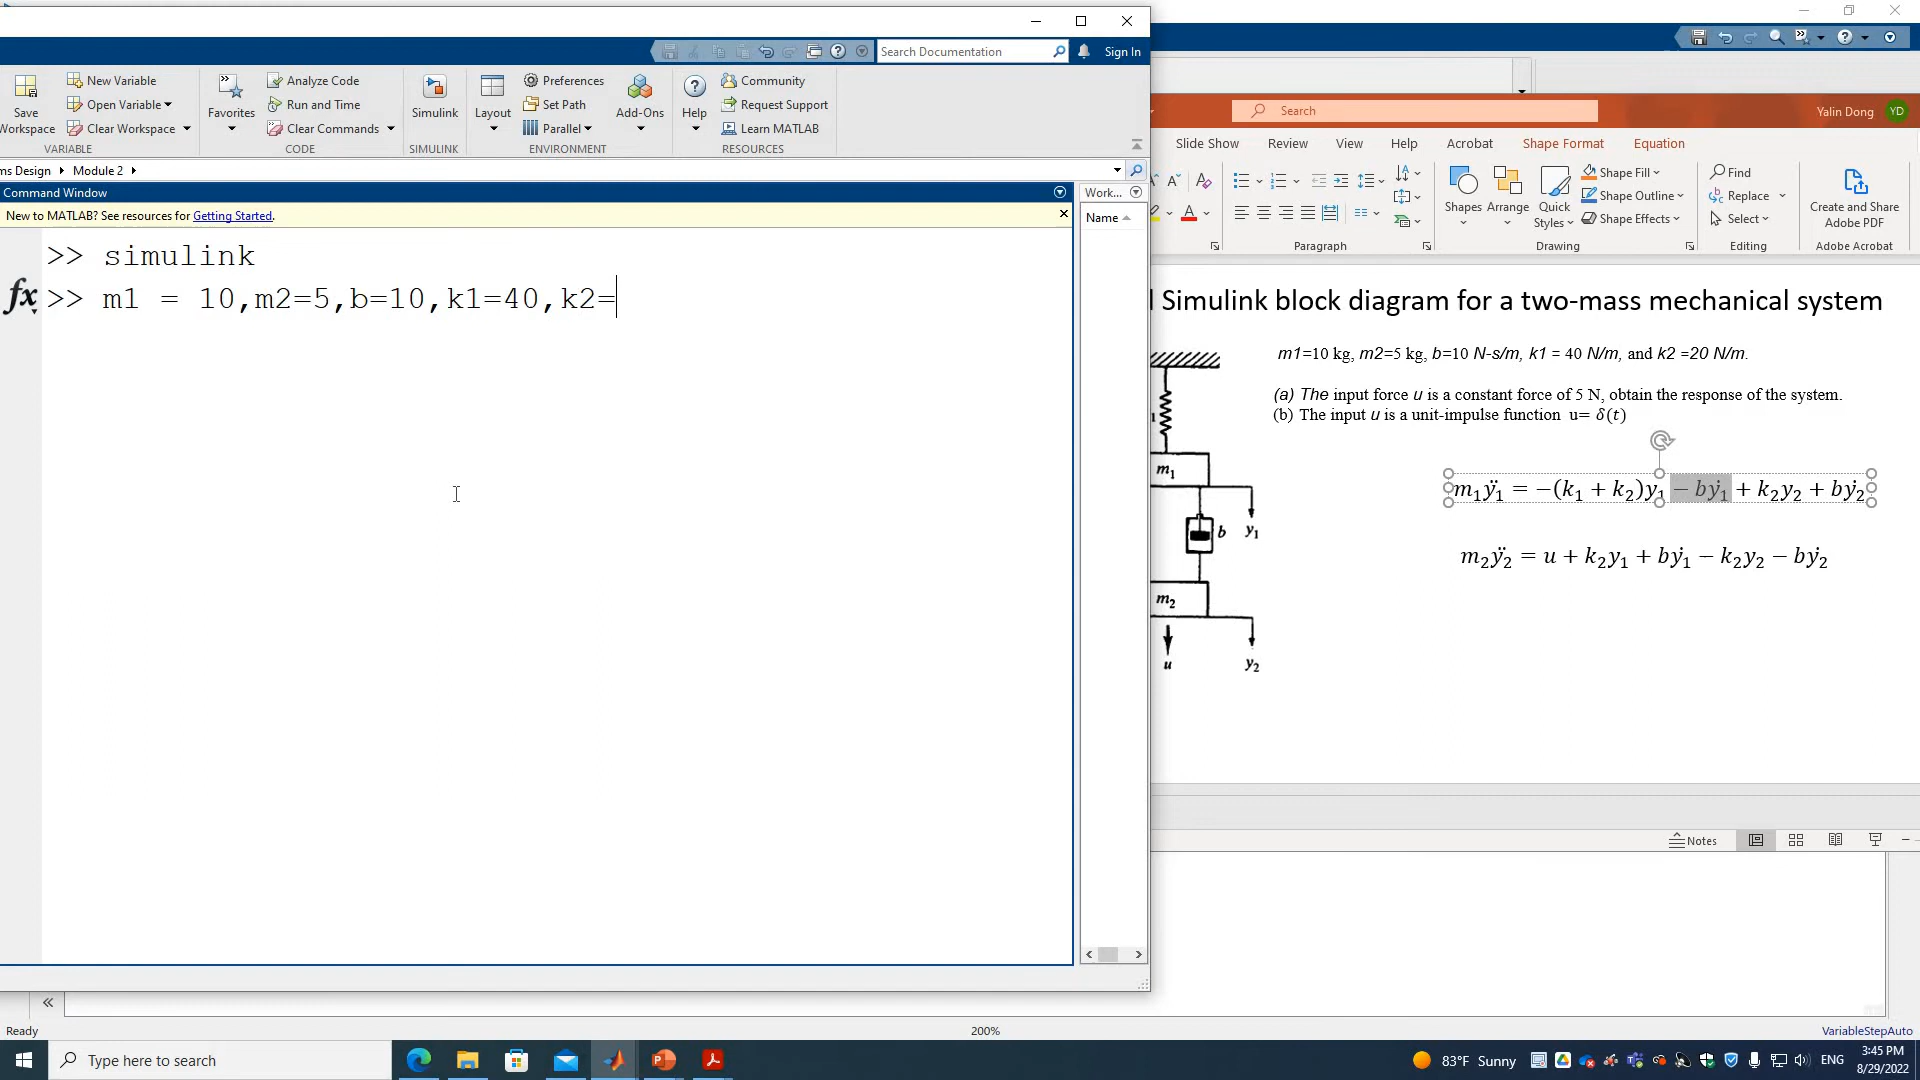 Search Documentation
Sign In
Save
Workspace
New Variable
Open Variable
Clear Workspace
VARIABLE
Favorites
Analyze Code
Run and Time
Clear Commands
CODE
Simulink
SIMULINK
Layout
Preferences
Set Path
Parallel
ENVIRONMENT
Add-Ons
Help
Community
Request Support
Learn MATLAB
RESOURCES
ms Design
Module 2
Command Window
New to MATLAB? See resources for Getting Started.
Work...
Name
>> simulink
fx >> m1 = 10,m2=5,b=10,k1=40,k2=
Search
Yalin Dong
YD
Slide Show
Review
View
Help
Acrobat
Shape Format
Equation
Paragraph
Shapes
Arrange
Quick
Styles
Shape Fill
Shape Outline
Shape Effects
Drawing
Find
Replace
Select
Editing
Create and Share
Adobe PDF
Adobe Acrobat
Simulink block diagram for a two-mass mechanical system
m1=10 kg, m2=5 kg, b=10 N-s/m, k1 = 40 N/m, and k2 =20 N/m.
(a) The input force u is a constant force of 5 N, obtain the response of the system.
(b) The input u is a unit-impulse function u= δ(t)
m₁ÿ₁ = −(k₁ + k₂)y₁ − bẏ₁ + k₂y₂ + bẏ₂
m₂ÿ₂ = u + k₂y₁ + bẏ₁ − k₂y₂ − bẏ₂
1
m₁
b
y₁
m₂
u
y₂
Notes
Ready
200%
VariableStepAuto
Type here to search
83°F Sunny
ENG
3:45 PM
8/29/2022